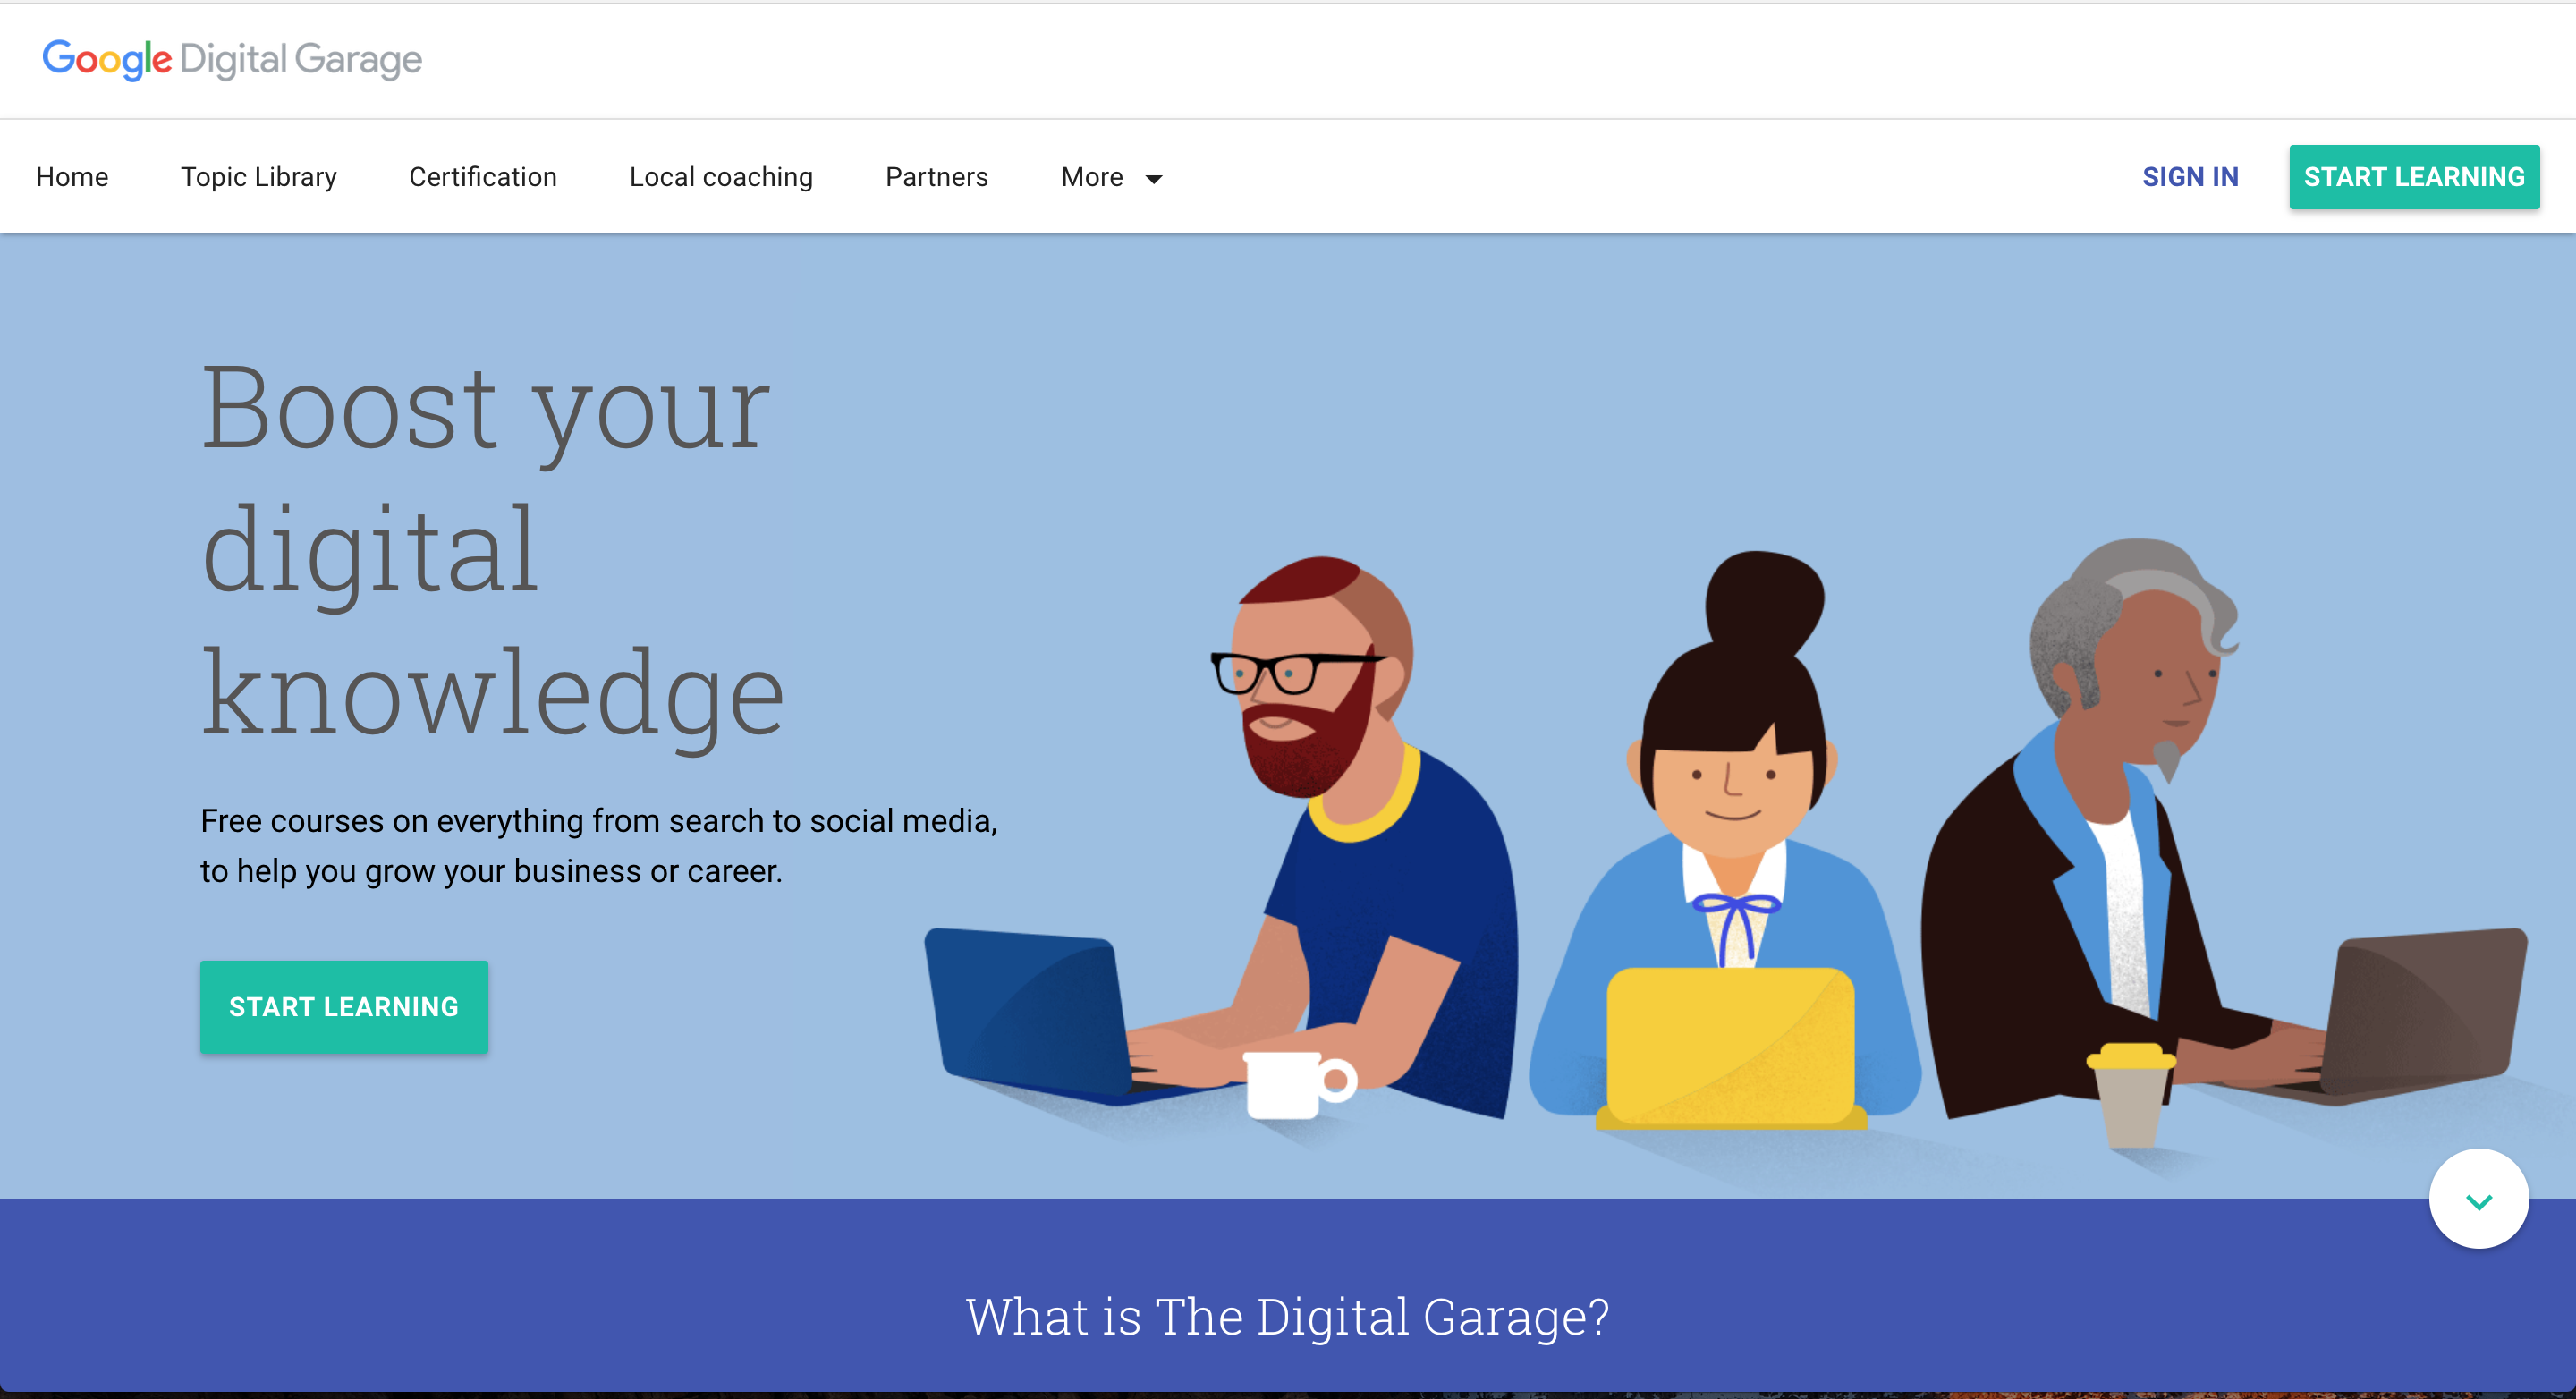 Google Digital Garage
Home Topic Library Certification Local coaching Partners More SIGN IN START LEARNING
Boost your
digital
knowledge
Free courses on everything from search to social media,
to help you grow your business or career.
START LEARNING
What is The Digital Garage?